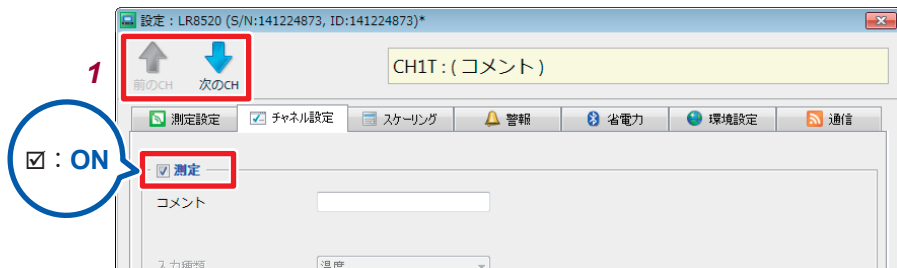 設定 : LR8520 (S/N:141224873, ID:141224873)*
1
前のCH 次のCH
CH1T : ( コメント )
測定設定 チャネル設定 スケーリング 警報 省電力 環境設定 通信
☑ : ON
測定
コメント
入力種類 温度